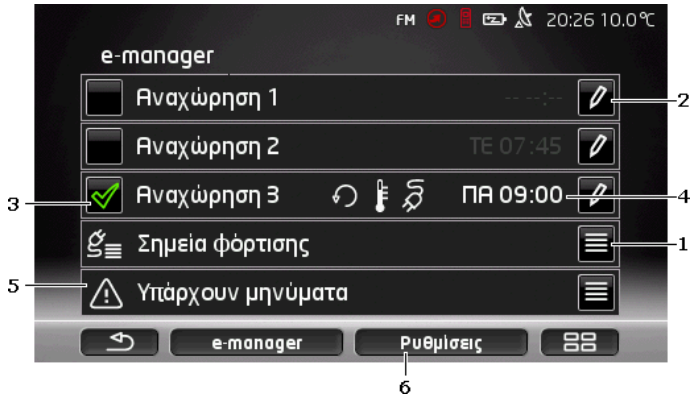 FM 20:26 10.0°C
e-manager
Αναχώρηση 1 -- --:--
2
Αναχώρηση 2 ΤΕ 07:45
3
Αναχώρηση 3 ΠΑ 09:00
4
Σημεία φόρτισης
1
5
Υπάρχουν μηνύματα
e-manager Ρυθμίσεις
6